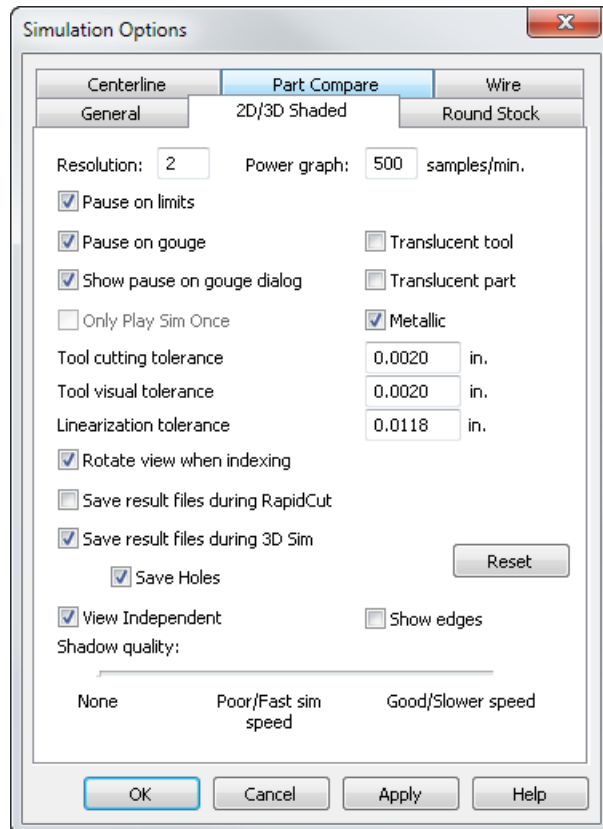 Simulation Options
Centerline Part Compare Wire
General 2D/3D Shaded Round Stock
Resolution: 2 Power graph: 500 samples/min.
Pause on limits
Pause on gouge Translucent tool
Show pause on gouge dialog Translucent part
Only Play Sim Once Metallic
Tool cutting tolerance 0.0020 in.
Tool visual tolerance 0.0020 in.
Linearization tolerance 0.0118 in.
Rotate view when indexing
Save result files during RapidCut
Save result files during 3D Sim
Reset
Save Holes
View Independent Show edges
Shadow quality:
None Poor/Fast sim Good/Slower speed
speed
OK Cancel Apply Help